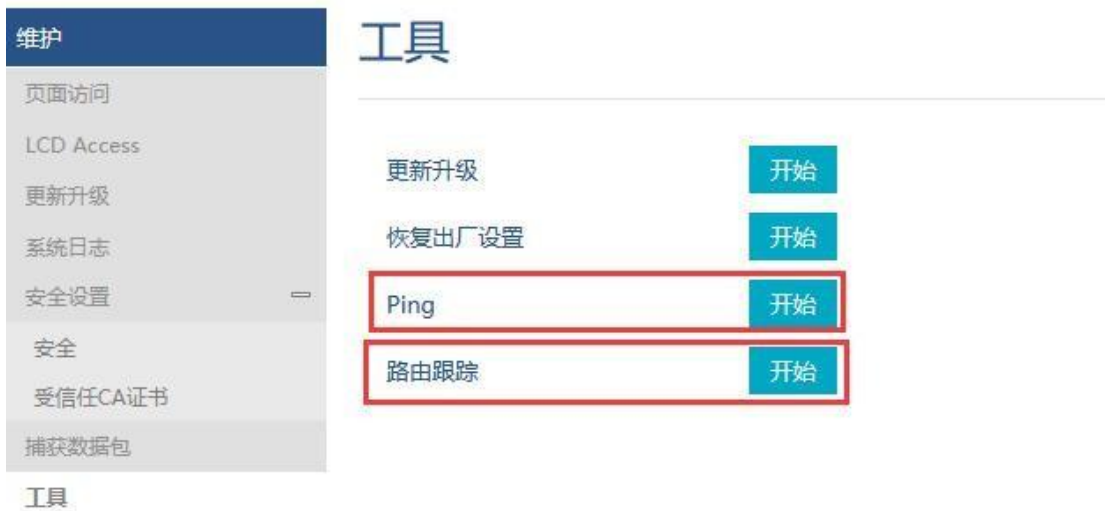 维护
页面访问
LCD Access
更新升级
系统日志
安全设置
安全
受信任CA证书
捕获数据包
工具
工具
更新升级 开始
恢复出厂设置 开始
Ping 开始
路由跟踪 开始